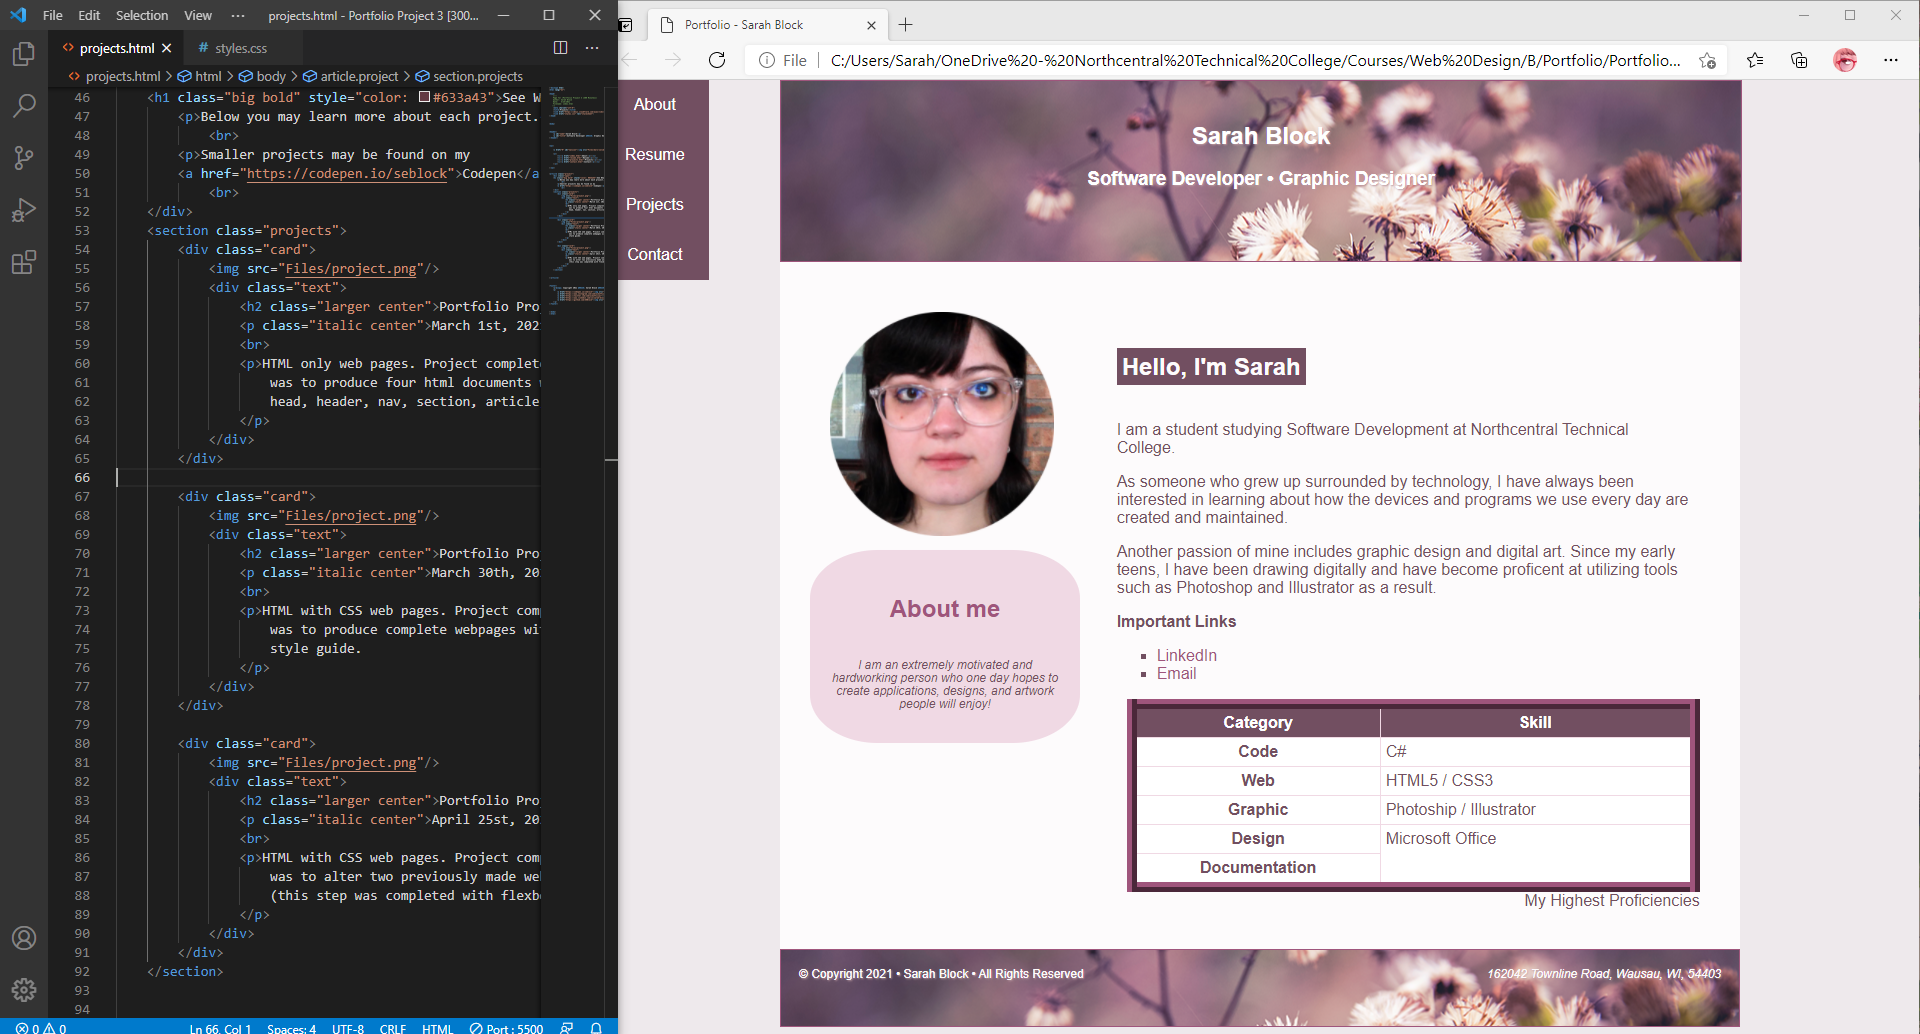 File Edit Selection View ··· projects.html - Portfolio Project 3 [300...
projects.html
styles.css
projects.html > html > body > article.project > section.projects
46 <h1 class="big bold" style="color: #633a43">See W
47 <p>Below you may learn more about each project.
48 <br>
49 <p>Smaller projects may be found on my
50 <a href="https://codepen.io/seblock">Codepen</a
51 <br>
52 </div>
53 <section class="projects">
54 <div class="card">
55 <img src="Files/project.png"/>
56 <div class="text">
57 <h2 class="larger center">Portfolio Pro
58 <p class="italic center">March 1st, 202
59 <br>
60 <p>HTML only web pages. Project complet
61 was to produce four html documents
62 head, header, nav, section, article
63 </p>
64 </div>
65 </div>
66
67 <div class="card">
68 <img src="Files/project.png"/>
69 <div class="text">
70 <h2 class="larger center">Portfolio Pro
71 <p class="italic center">March 30th, 20
72 <br>
73 <p>HTML with CSS web pages. Project com
74 was to produce complete webpages wi
75 style guide.
76 </p>
77 </div>
78 </div>
79
80 <div class="card">
81 <img src="Files/project.png"/>
82 <div class="text">
83 <h2 class="larger center">Portfolio Pro
84 <p class="italic center">April 25st, 20
85 <br>
86 <p>HTML with CSS web pages. Project com
87 was to alter two previously made we
88 (this step was completed with flexb
89 </p>
90 </div>
91 </div>
92 </section>
93
94
0 0 Ln 66, Col 1 Spaces: 4 UTF-8 CRLF HTML Port : 5500
Portfolio - Sarah Block
File C:/Users/Sarah/OneDrive%20-%20Northcentral%20Technical%20College/Courses/Web%20Design/B/Portfolio/Portfolio...
About
Resume
Projects
Contact
Sarah Block
Software Developer • Graphic Designer
Hello, I'm Sarah
I am a student studying Software Development at Northcentral Technical
College.
As someone who grew up surrounded by technology, I have always been
interested in learning about how the devices and programs we use every day are
created and maintained.
Another passion of mine includes graphic design and digital art. Since my early
teens, I have been drawing digitally and have become proficent at utilizing tools
such as Photoshop and Illustrator as a result.
Important Links
LinkedIn
Email
About me
I am an extremely motivated and
hardworking person who one day hopes to
create applications, designs, and artwork
people will enjoy!
Category Skill
Code C#
Web HTML5 / CSS3
Graphic Photoship / Illustrator
Design Microsoft Office
Documentation
My Highest Proficiencies
© Copyright 2021 • Sarah Block • All Rights Reserved
162042 Townline Road, Wausau, WI, 54403